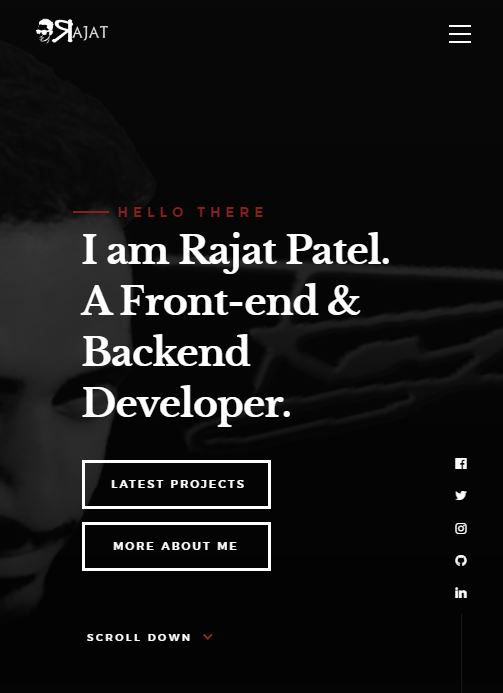 RAJAT
HELLO THERE
I am Rajat Patel.
A Front-end &
Backend
Developer.
LATEST PROJECTS
MORE ABOUT ME
SCROLL DOWN